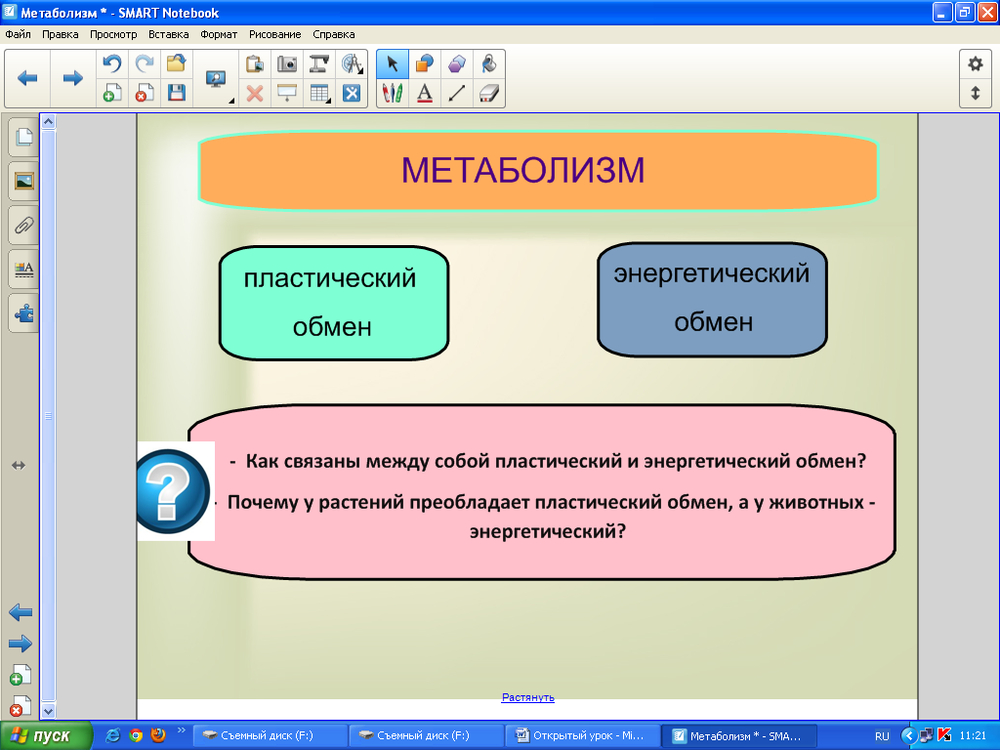 Метаболизм * - SMART Notebook
Файл Правка Просмотр Вставка Формат Рисование Справка
МЕТАБОЛИЗМ
пластический
обмен
энергетический
обмен
- Как связаны между собой пластический и энергетический обмен?
- Почему у растений преобладает пластический обмен, а у животных -
энергетический?
Растянуть
пуск
Съемный диск (F:)
Съемный диск (F:)
Открытый урок - Mi...
Метаболизм * - SMA...
RU
11:21